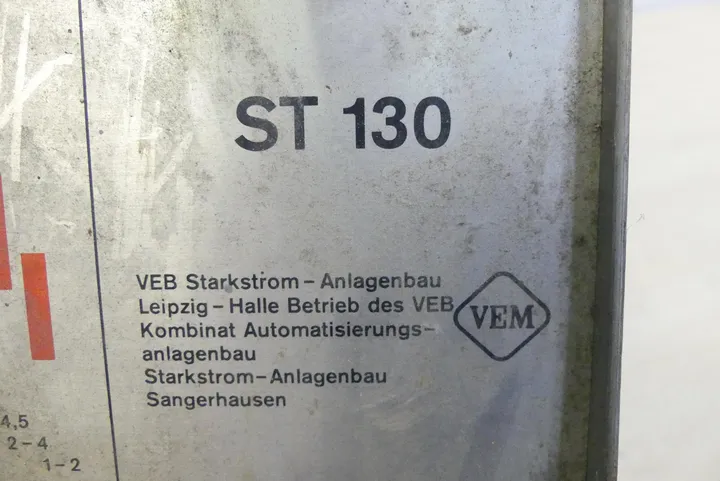 ST 130
VEB Starkstrom-Anlagenbau
Leipzig-Halle Betrieb des VEB
Kombinat Automatisierungs-
anlagenbau
Starkstrom-Anlagenbau
Sangerhausen
VEM
4,5
2-4
1-2